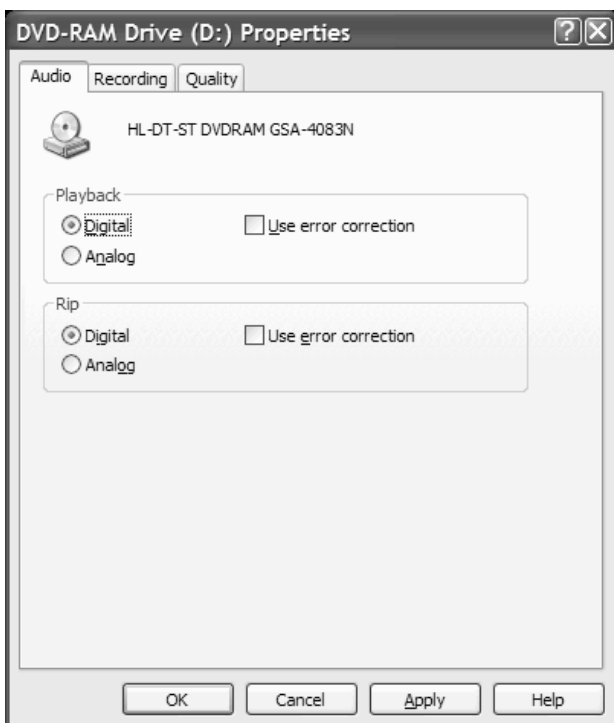 DVD-RAM Drive (D:) Properties
Audio Recording Quality
HL-DT-ST DVDRAM GSA-4083N
Playback
Digital Use error correction
Analog
Rip
Digital Use error correction
Analog
OK Cancel Apply Help